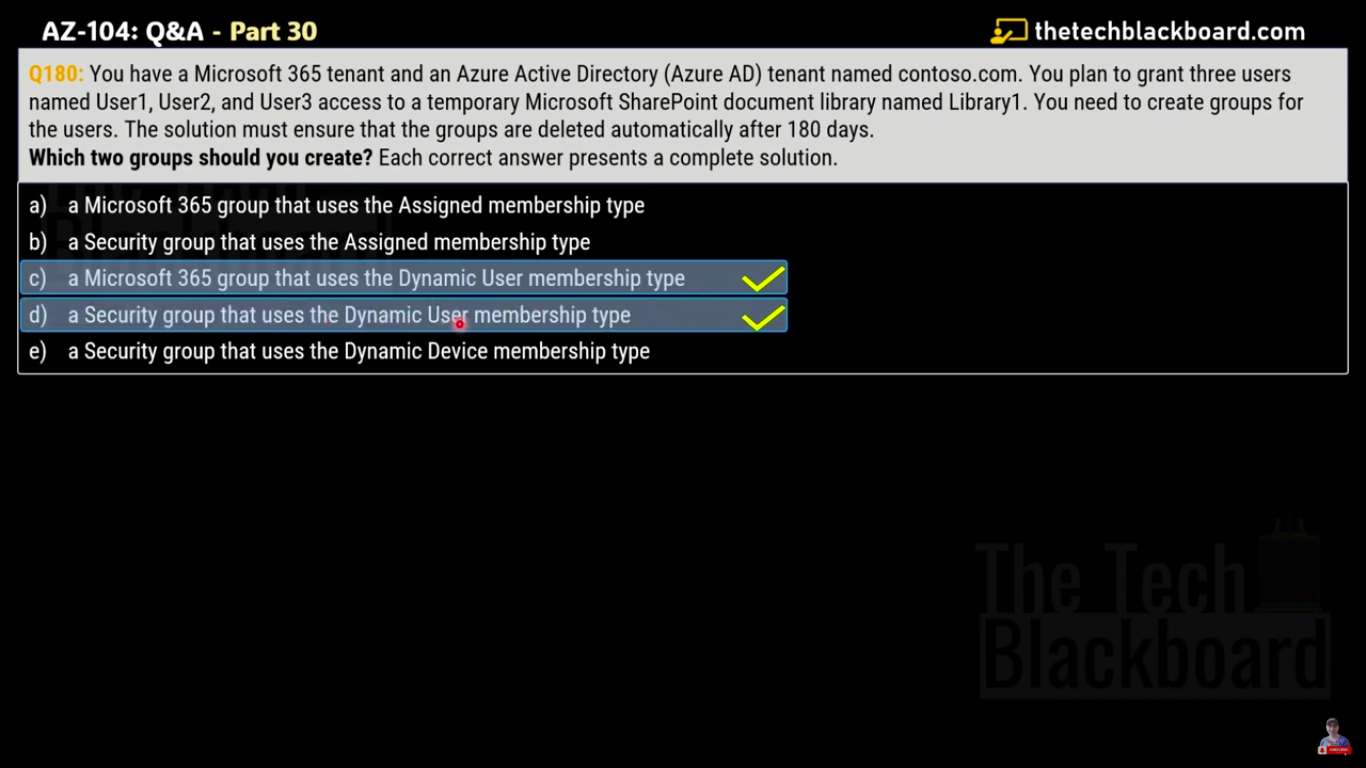 AZ-104: Q&A - Part 30
thetechblackboard.com
Q180: You have a Microsoft 365 tenant and an Azure Active Directory (Azure AD) tenant named contoso.com. You plan to grant three users
named User1, User2, and User3 access to a temporary Microsoft SharePoint document library named Library1. You need to create groups for
the users. The solution must ensure that the groups are deleted automatically after 180 days.
Which two groups should you create? Each correct answer presents a complete solution.
a) a Microsoft 365 group that uses the Assigned membership type
b) a Security group that uses the Assigned membership type
c) a Microsoft 365 group that uses the Dynamic User membership type
d) a Security group that uses the Dynamic User membership type
e) a Security group that uses the Dynamic Device membership type
The Tech
Blackboard